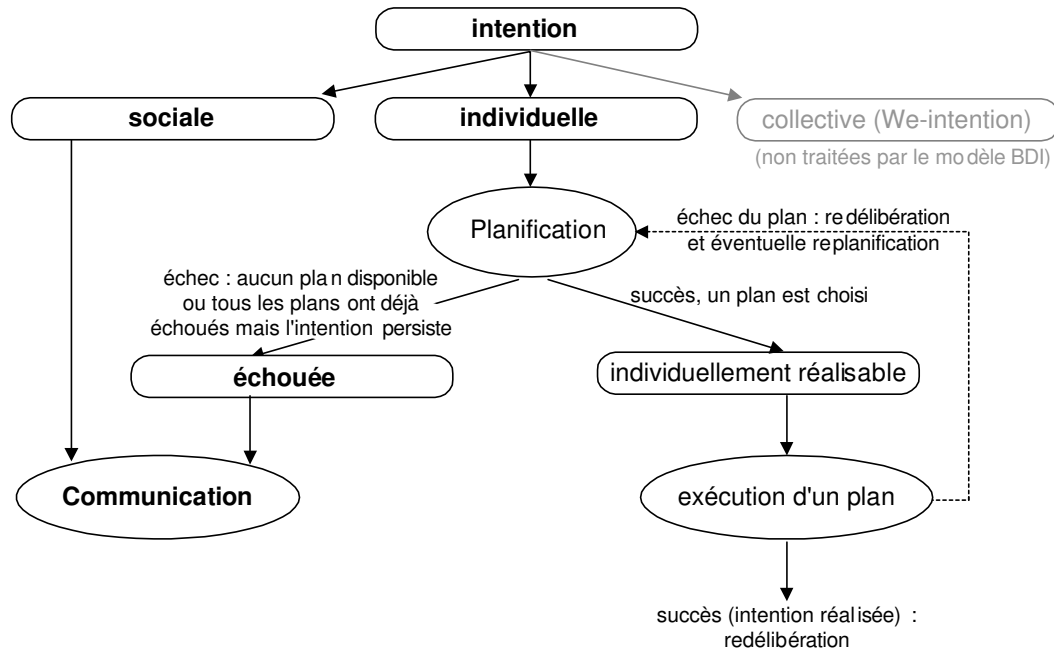 intention
sociale
individuelle
collective (We-intention)
(non traitées par le modèle BDI)
Planification
échec du plan : redélibération
et éventuelle replanification
échec : aucun plan disponible
ou tous les plans ont déjà
échoués mais l'intention persiste
succès, un plan est choisi
échouée
individuellement réalisable
Communication
exécution d'un plan
succès (intention réalisée) :
redélibération